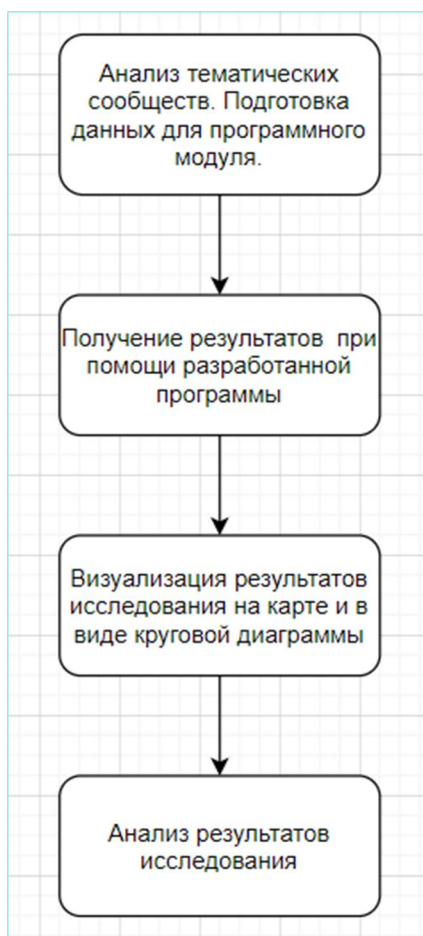 Анализ тематических
сообществ. Подготовка
данных для программного
модуля.
Получение результатов при
помощи разработанной
программы
Визуализация результатов
исследования на карте и в
виде круговой диаграммы
Анализ результатов
исследования